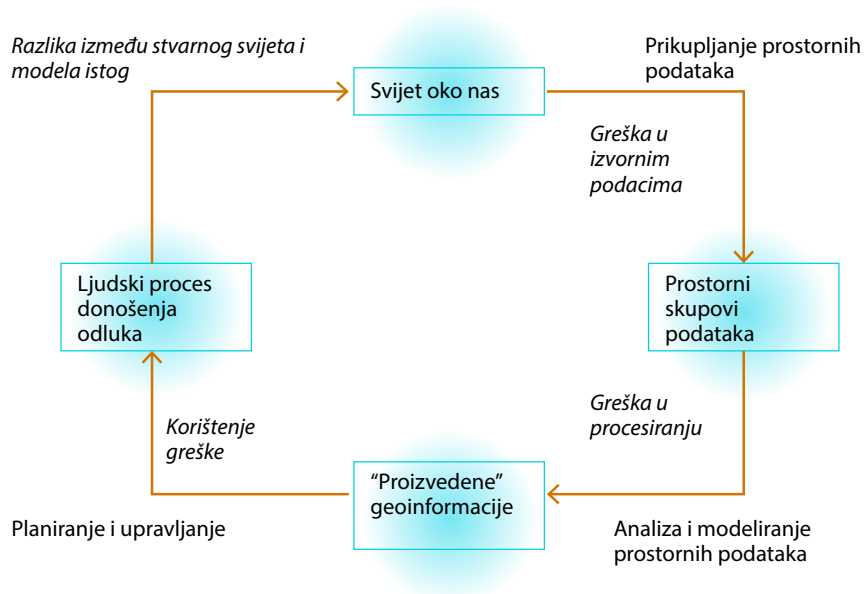 Razlika između stvarnog svijeta i
modela istog
Svijet oko nas
Prikupljanje prostornih
podataka
Greška u
izvornim
podacima
Ljudski proces
donošenja
odluka
Prostorni
skupovi
podataka
Korištenje
greške
Greška u
procesiranju
“Proizvedene”
geoinformacije
Planiranje i upravljanje
Analiza i modeliranje
prostornih podataka